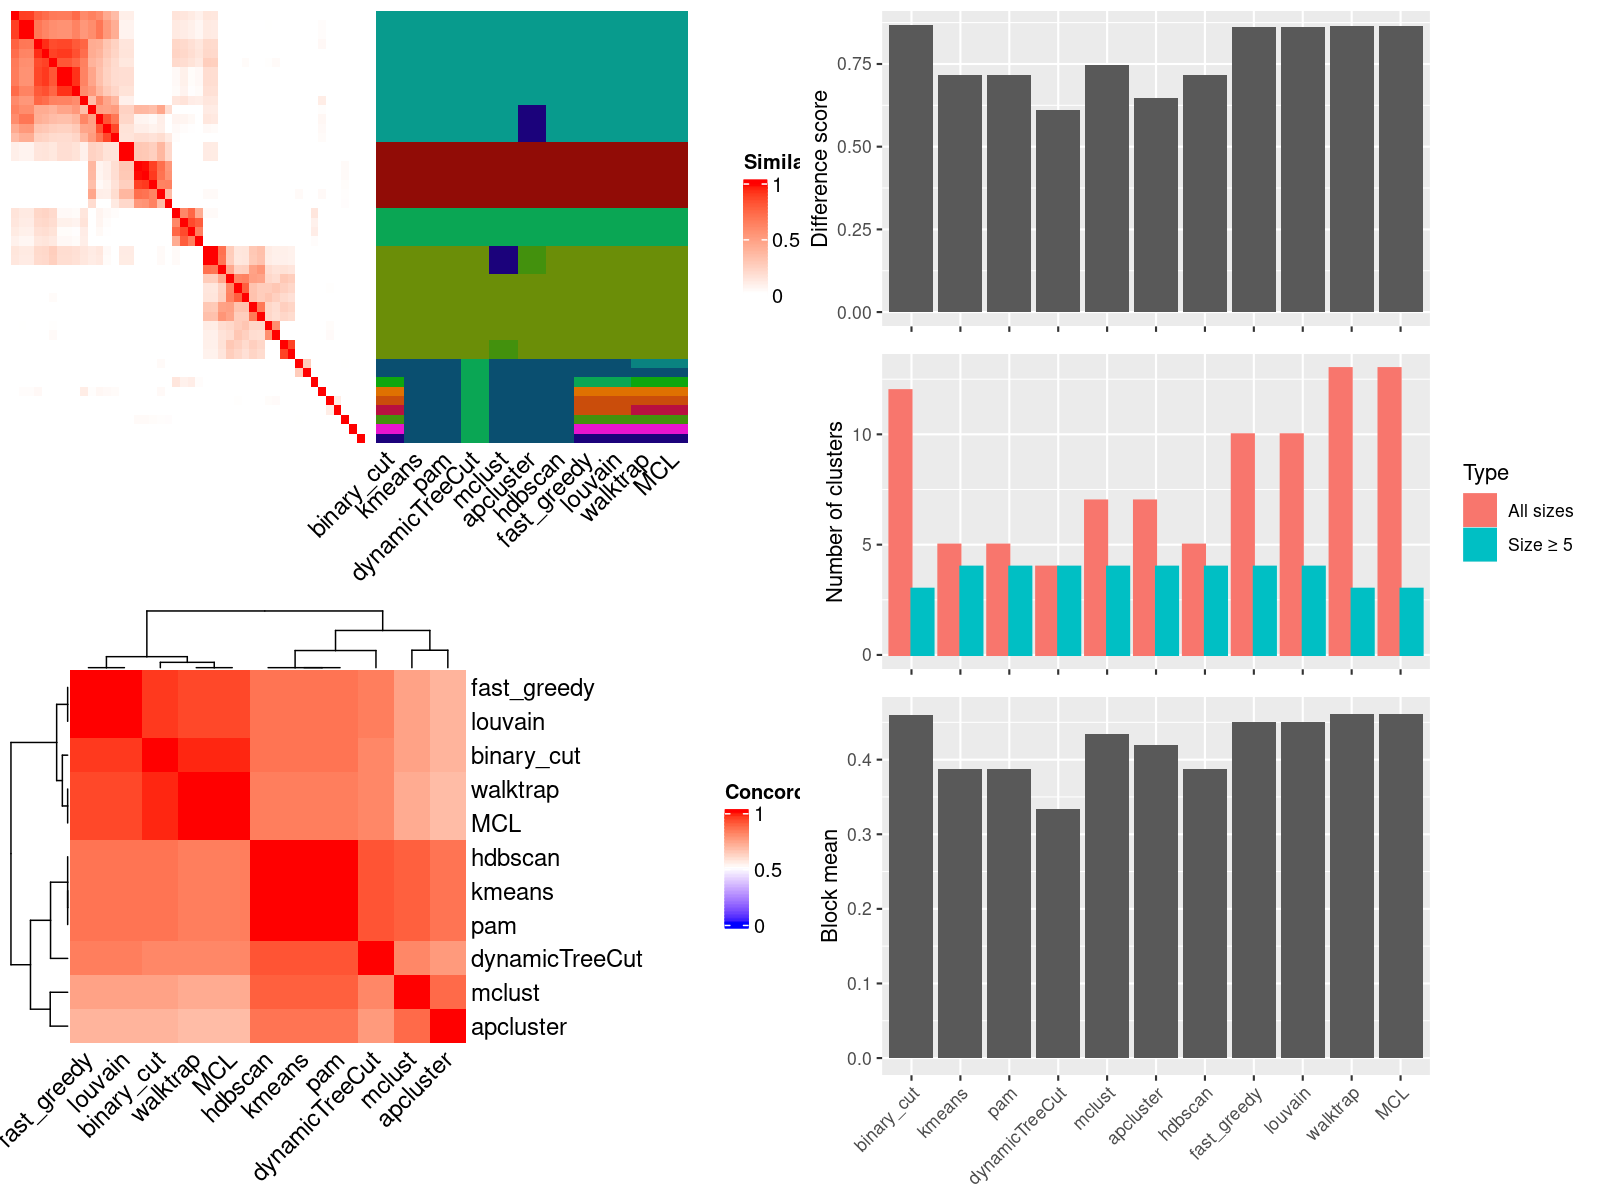 Simila
1
0.5
0
binary_cut
kmeans
pam
dynamicTreeCut
mclust
apcluster
hdbscan
fast_greedy
louvain
walktrap
MCL
Difference score
0.75
0.50
0.25
0.00
Number of clusters
10
5
0
Type
All sizes
Size ≥ 5
fast_greedy
louvain
binary_cut
walktrap
MCL
hdbscan
kmeans
pam
dynamicTreeCut
mclust
apcluster
fast_greedy
louvain
binary_cut
walktrap
MCL
hdbscan
kmeans
pam
dynamicTreeCut
mclust
apcluster
Concord
1
0.5
0
Block mean
0.4
0.3
0.2
0.1
0.0
binary_cut
kmeans
pam
dynamicTreeCut
mclust
apcluster
hdbscan
fast_greedy
louvain
walktrap
MCL